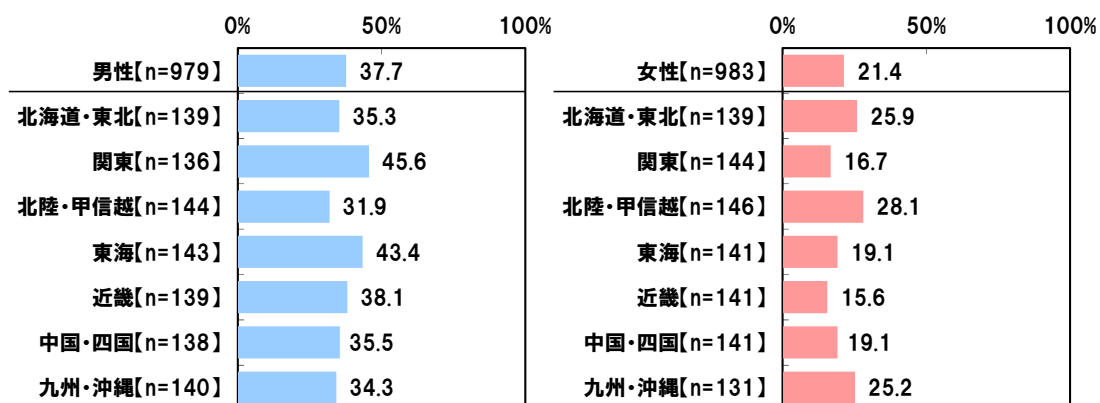 0% 50% 100%
男性【n=979】 37.7
北海道・東北【n=139】 35.3
関東【n=136】 45.6
北陸・甲信越【n=144】 31.9
東海【n=143】 43.4
近畿【n=139】 38.1
中国・四国【n=138】 35.5
九州・沖縄【n=140】 34.3
0% 50% 100%
女性【n=983】 21.4
北海道・東北【n=139】 25.9
関東【n=144】 16.7
北陸・甲信越【n=146】 28.1
東海【n=141】 19.1
近畿【n=141】 15.6
中国・四国【n=141】 19.1
九州・沖縄【n=131】 25.2